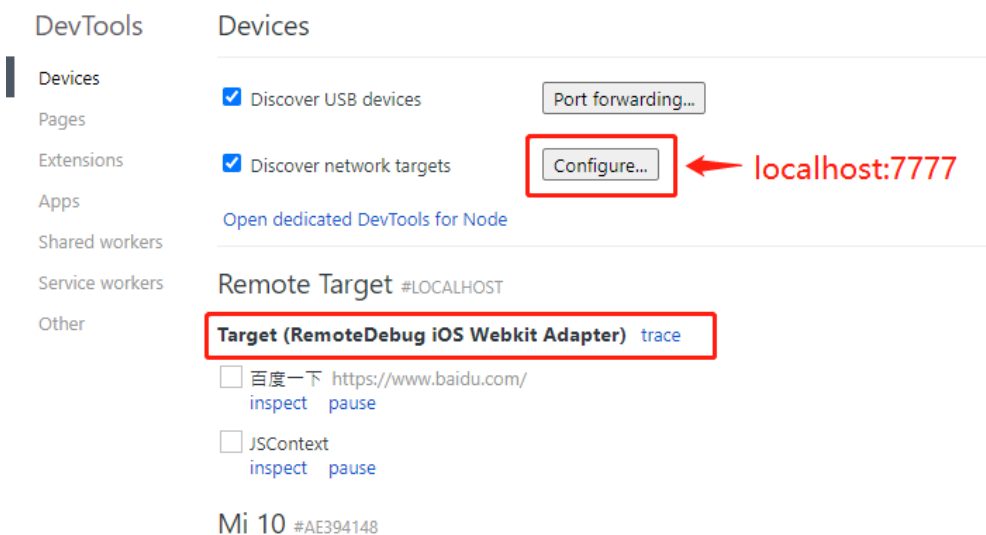 DevTools
Devices
Devices
Discover USB devices Port forwarding...
Pages
Extensions
Discover network targets Configure... localhost:7777
Apps
Open dedicated DevTools for Node
Shared workers
Service workers
Remote Target #LOCALHOST
Other
Target (RemoteDebug iOS Webkit Adapter) trace
百度一下 https://www.baidu.com/
inspect pause
JSContext
inspect pause
Mi 10 #AE394148